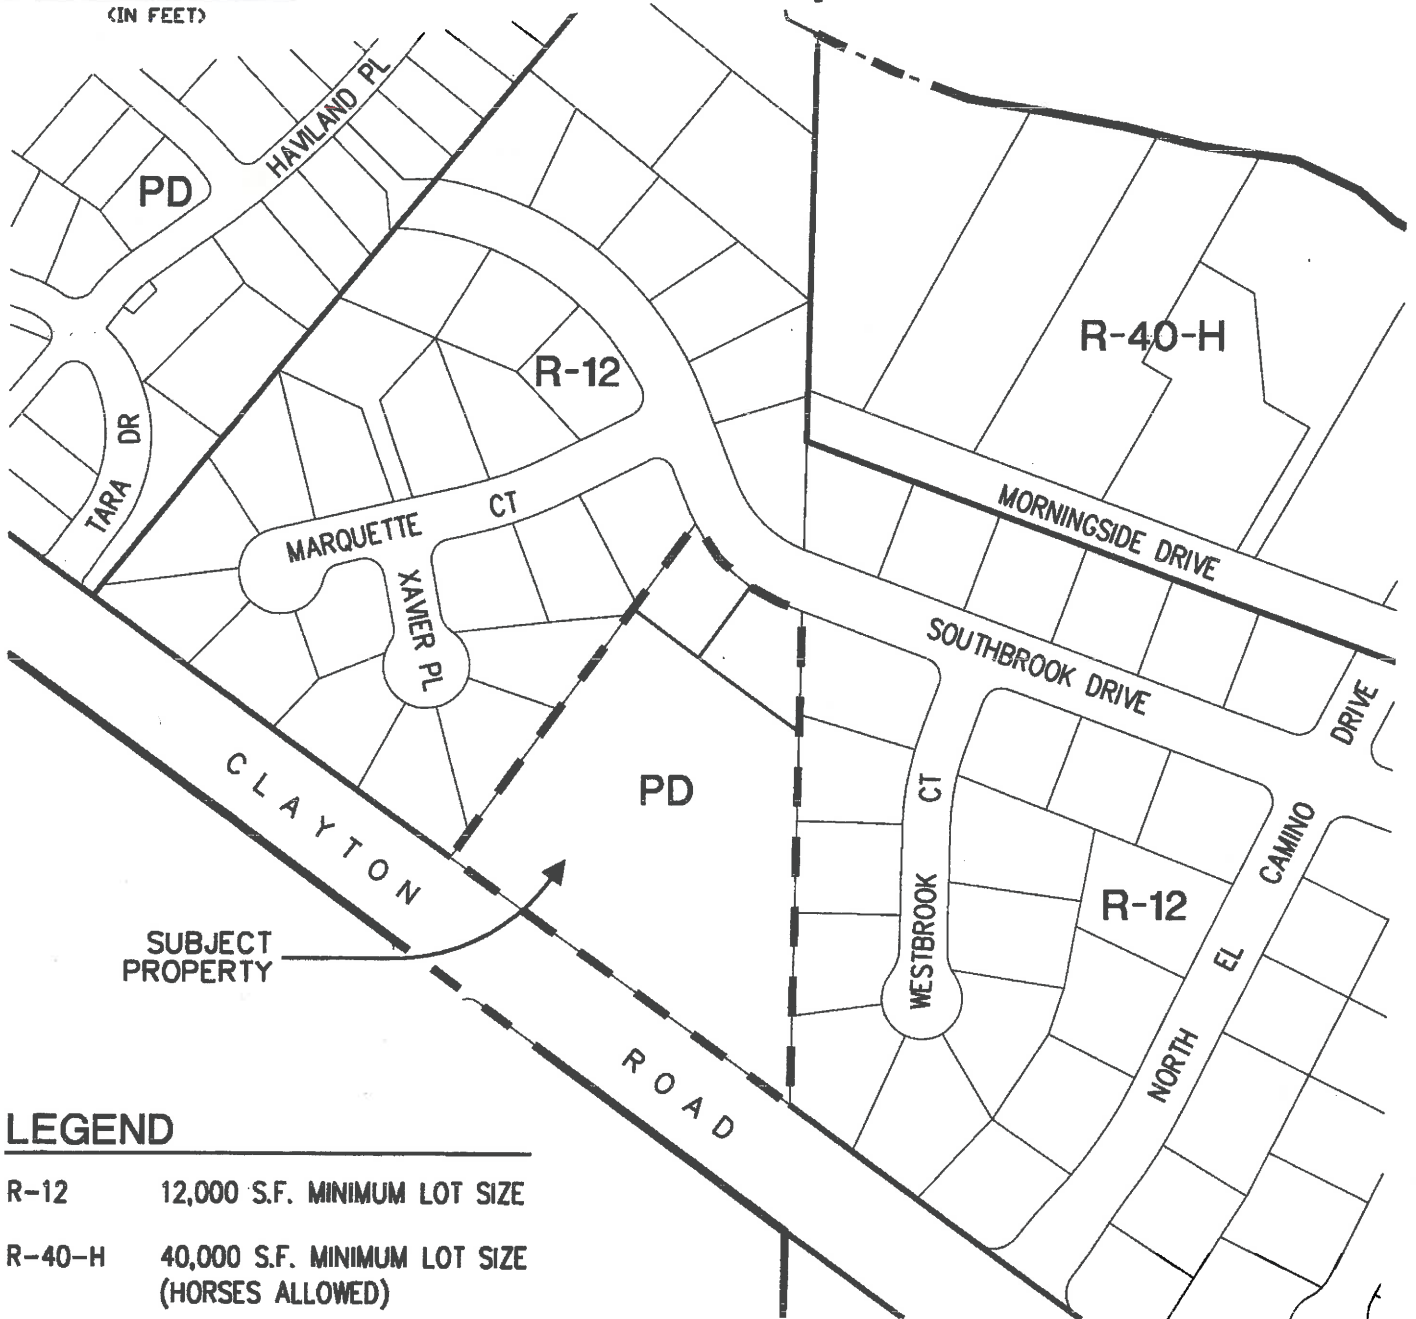 (IN FEET)
HAVILAND PL
PD
R-40-H
R-12
TARA DR
MARQUETTE CT
MORNINGSIDE DRIVE
XAVIER PL
SOUTHBROOK DRIVE
DRIVE
CLAYTON
PD
WESTBROOK CT
NORTH EL CAMINO
R-12
SUBJECT
PROPERTY
ROAD
LEGEND
R-12 12,000 S.F. MINIMUM LOT SIZE
R-40-H 40,000 S.F. MINIMUM LOT SIZE
(HORSES ALLOWED)